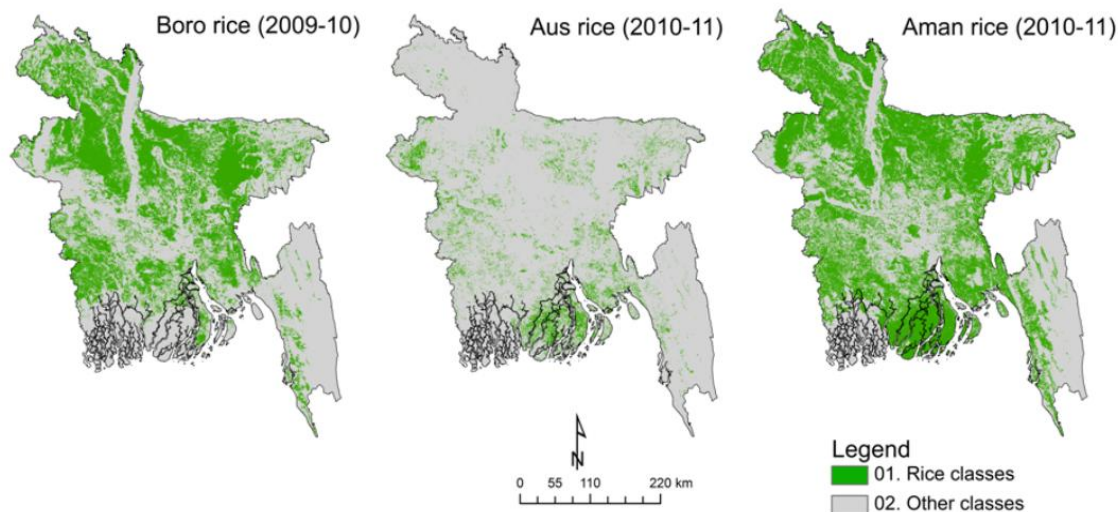 Boro rice (2009-10)
Aus rice (2010-11)
Aman rice (2010-11)
N
0 55 110 220 km
Legend
01. Rice classes
02. Other classes